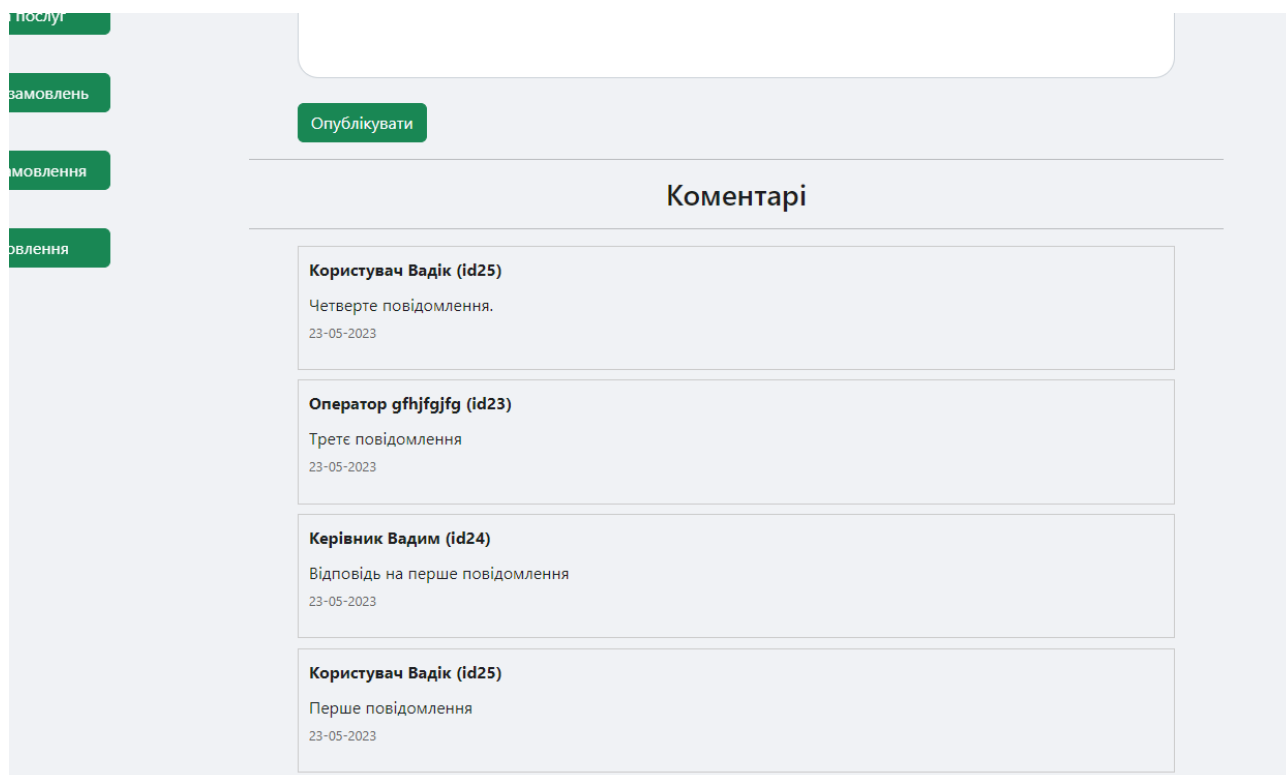 послуг
замовлень
овлення
Опублікувати
Коментарі
Користувач Вадік (id25)
Четверте повідомлення.
23-05-2023
Оператор gfhjfgjfg (id23)
Третє повідомлення
23-05-2023
Керівник Вадим (id24)
Відповідь на перше повідомлення
23-05-2023
Користувач Вадік (id25)
Перше повідомлення
23-05-2023